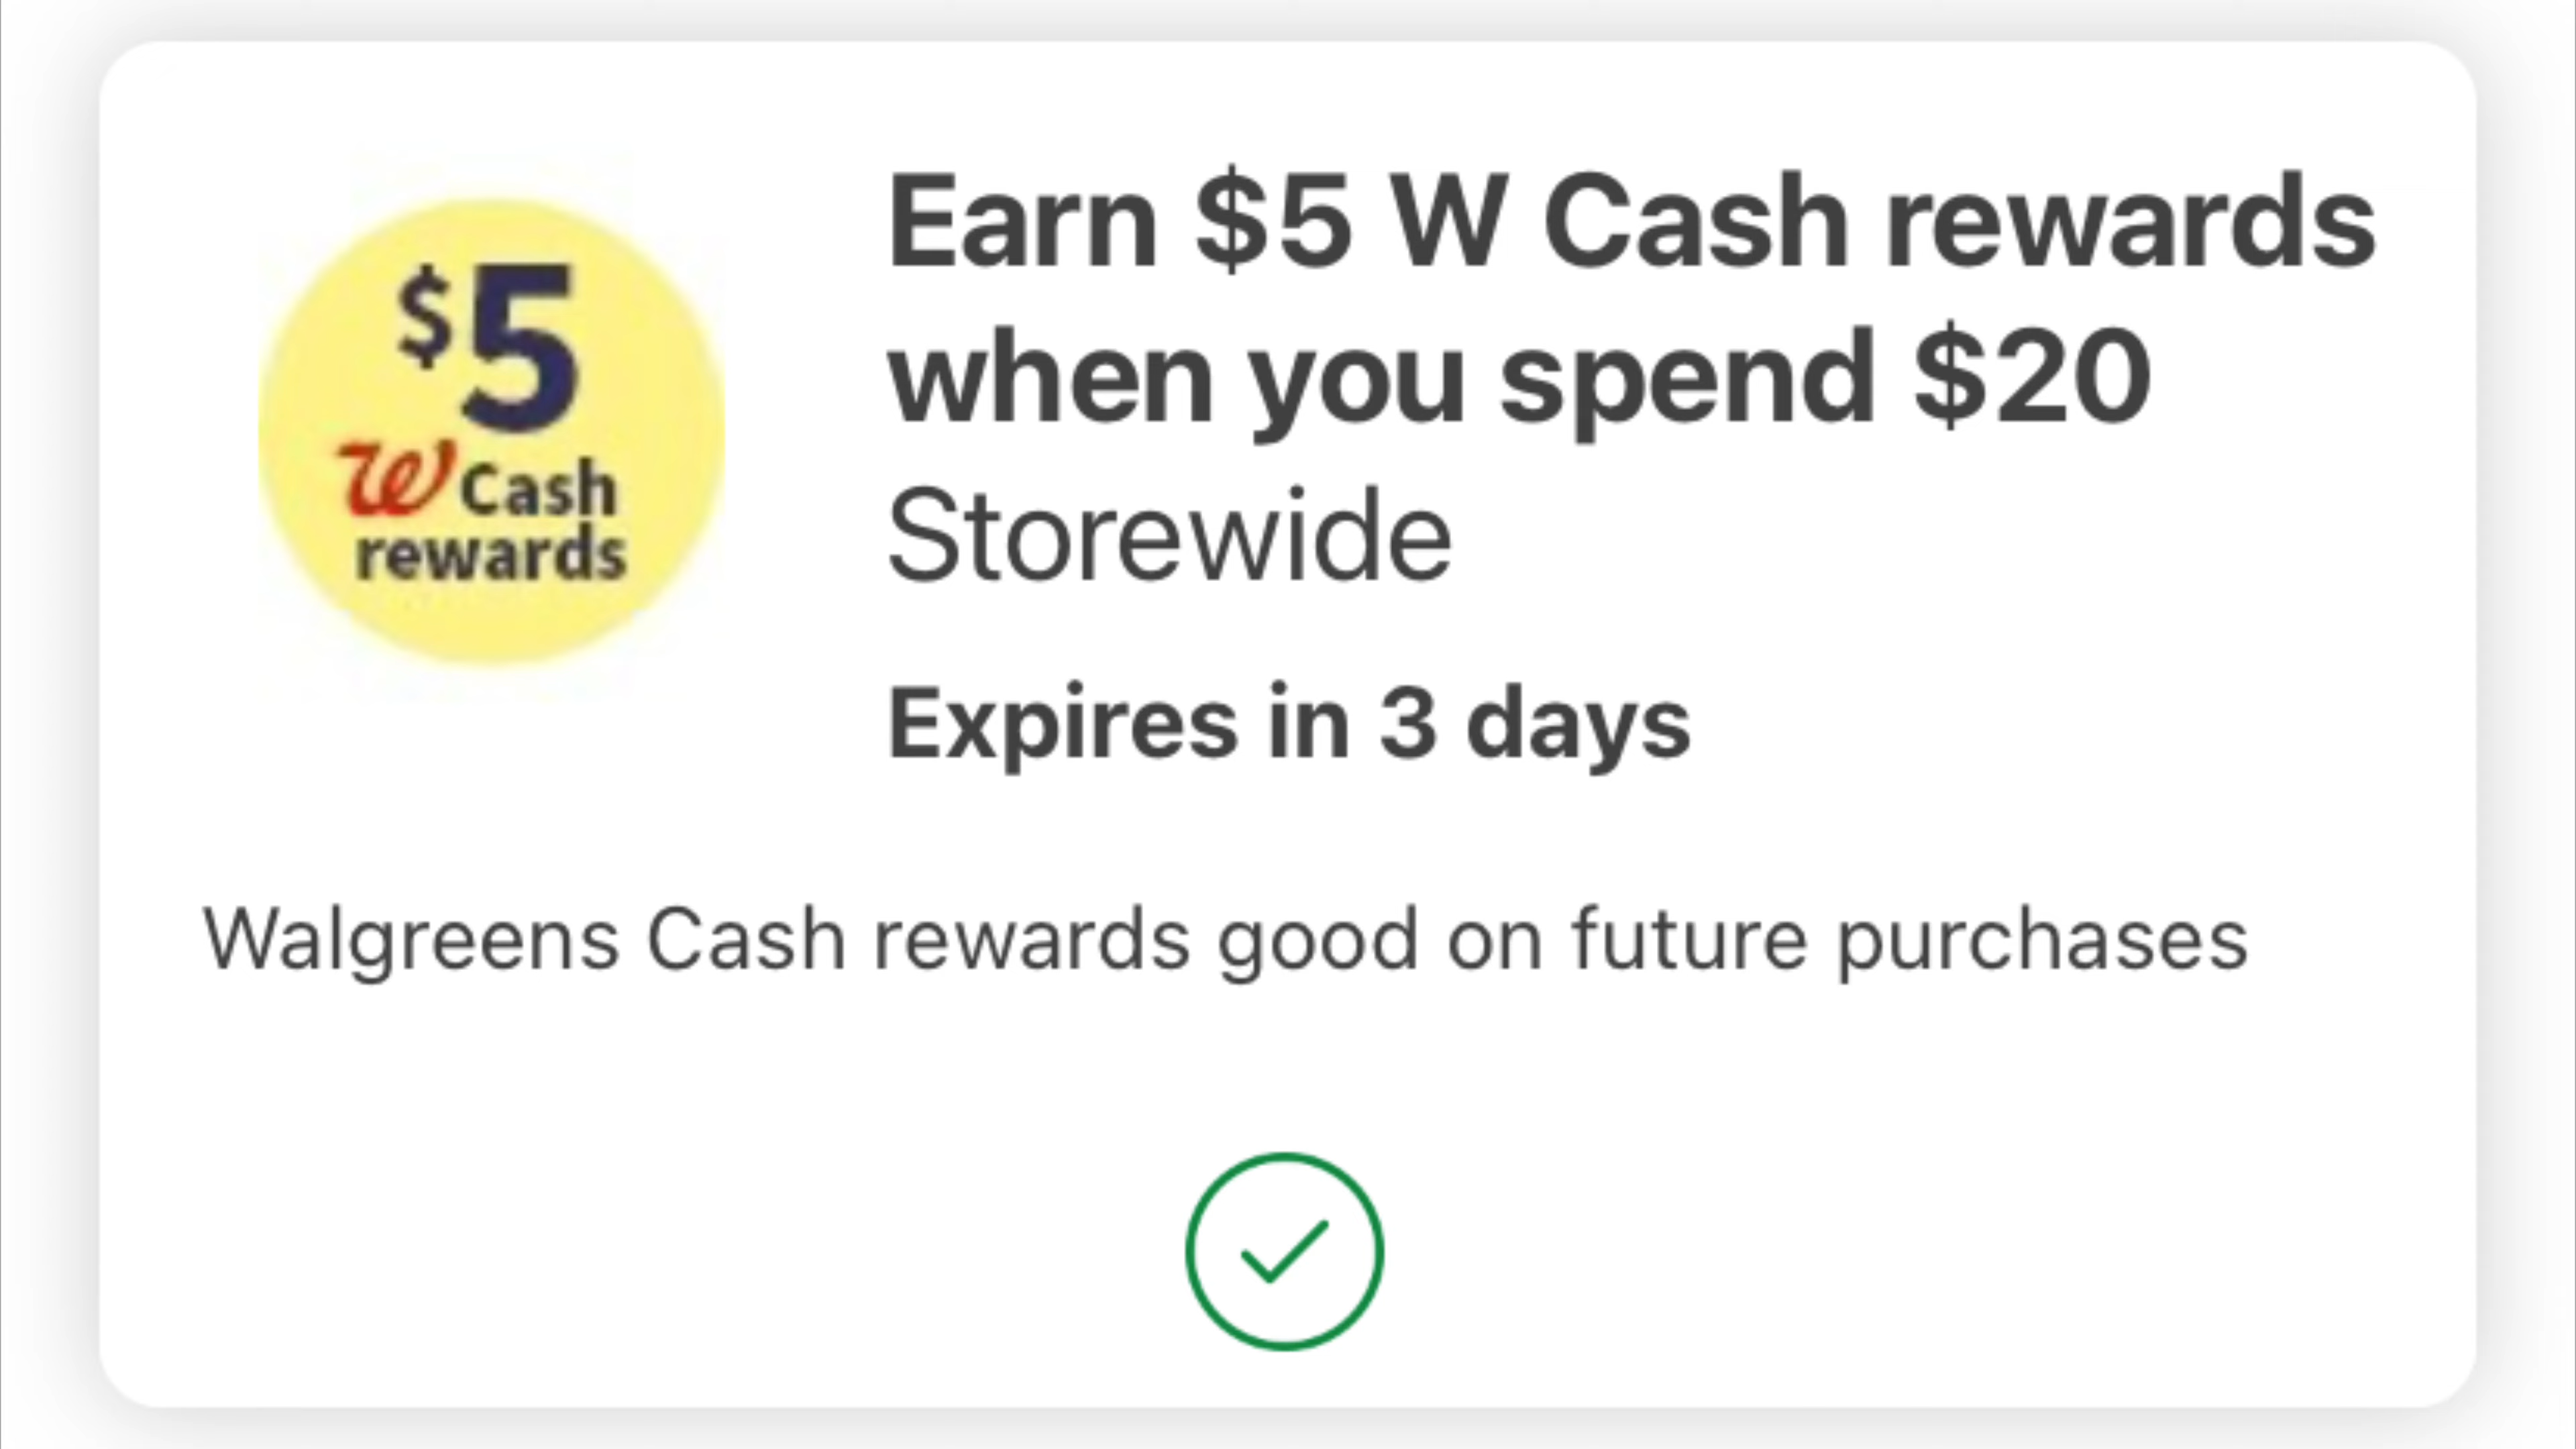 $5
W Cash
rewards
Earn $5 W Cash rewards
when you spend $20
Storewide
Expires in 3 days
Walgreens Cash rewards good on future purchases